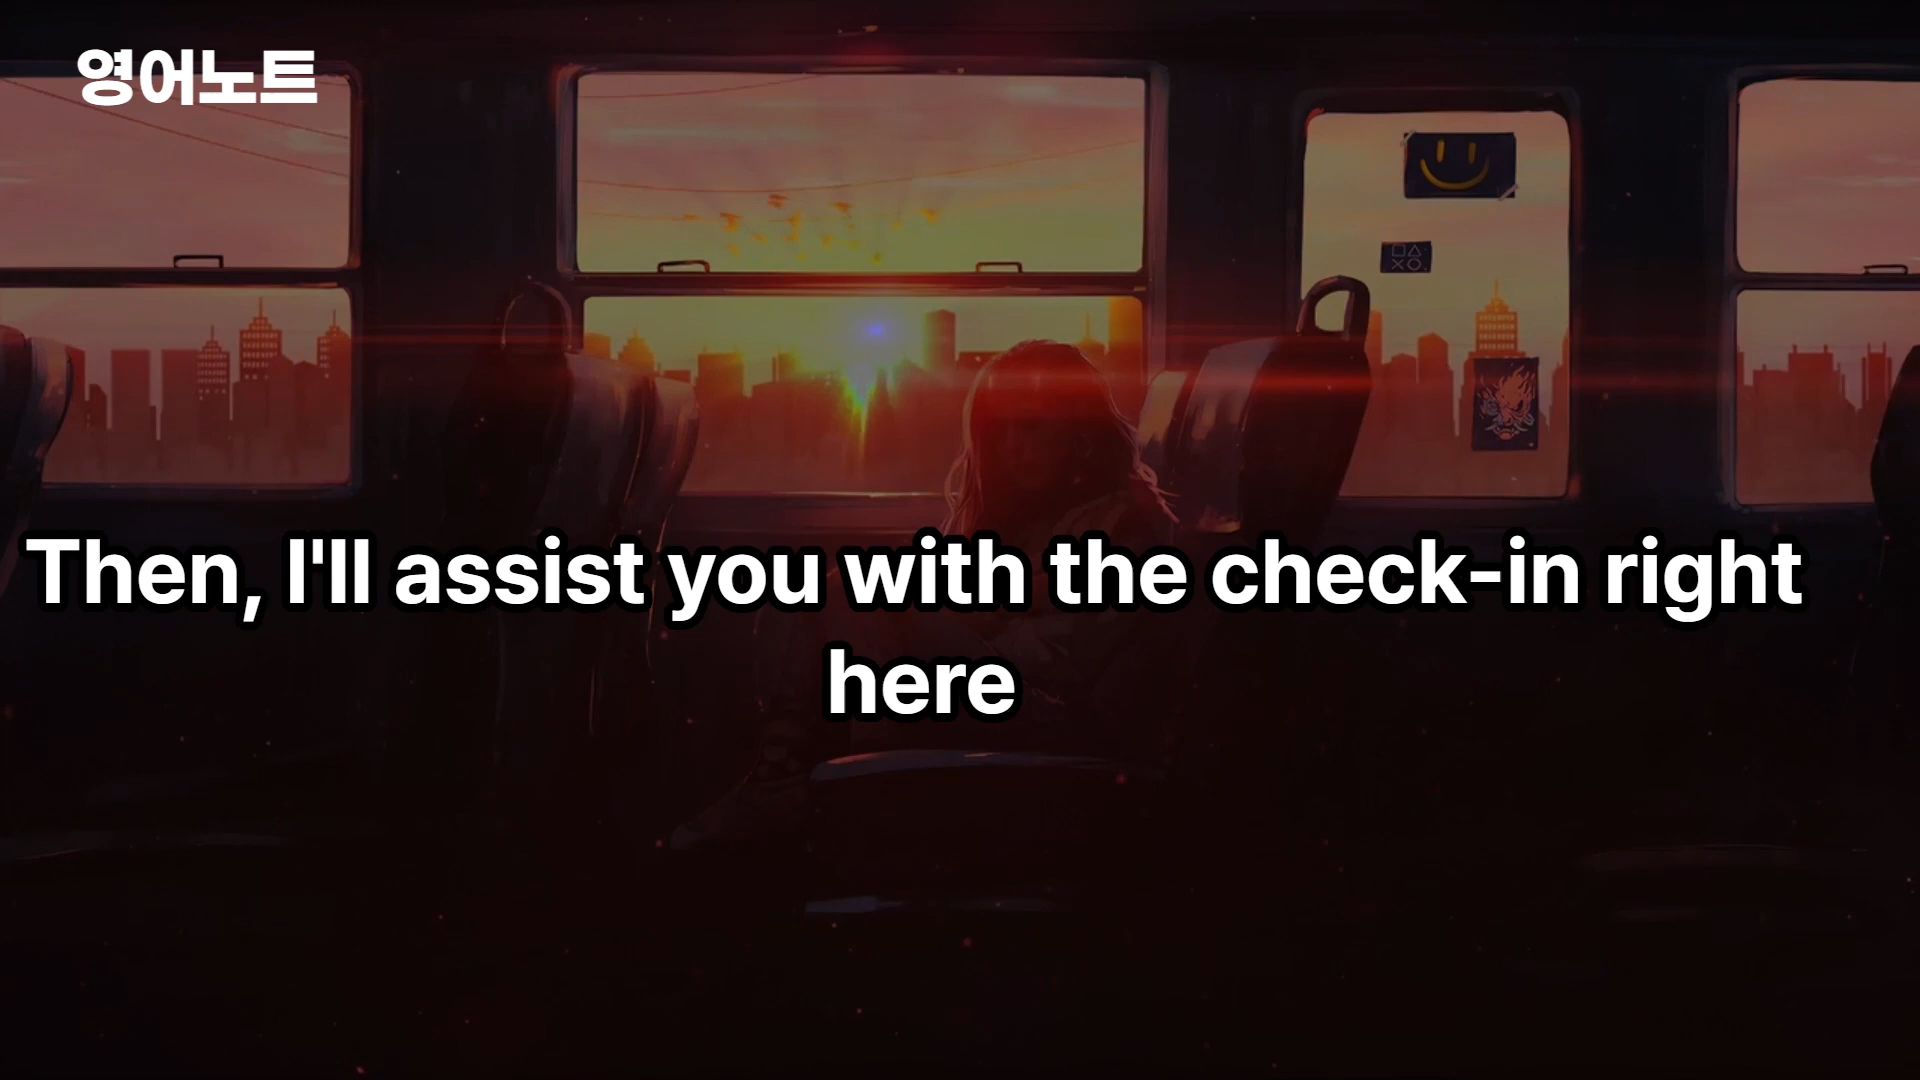 영어노트
Then, I'll assist you with the check-in right
here